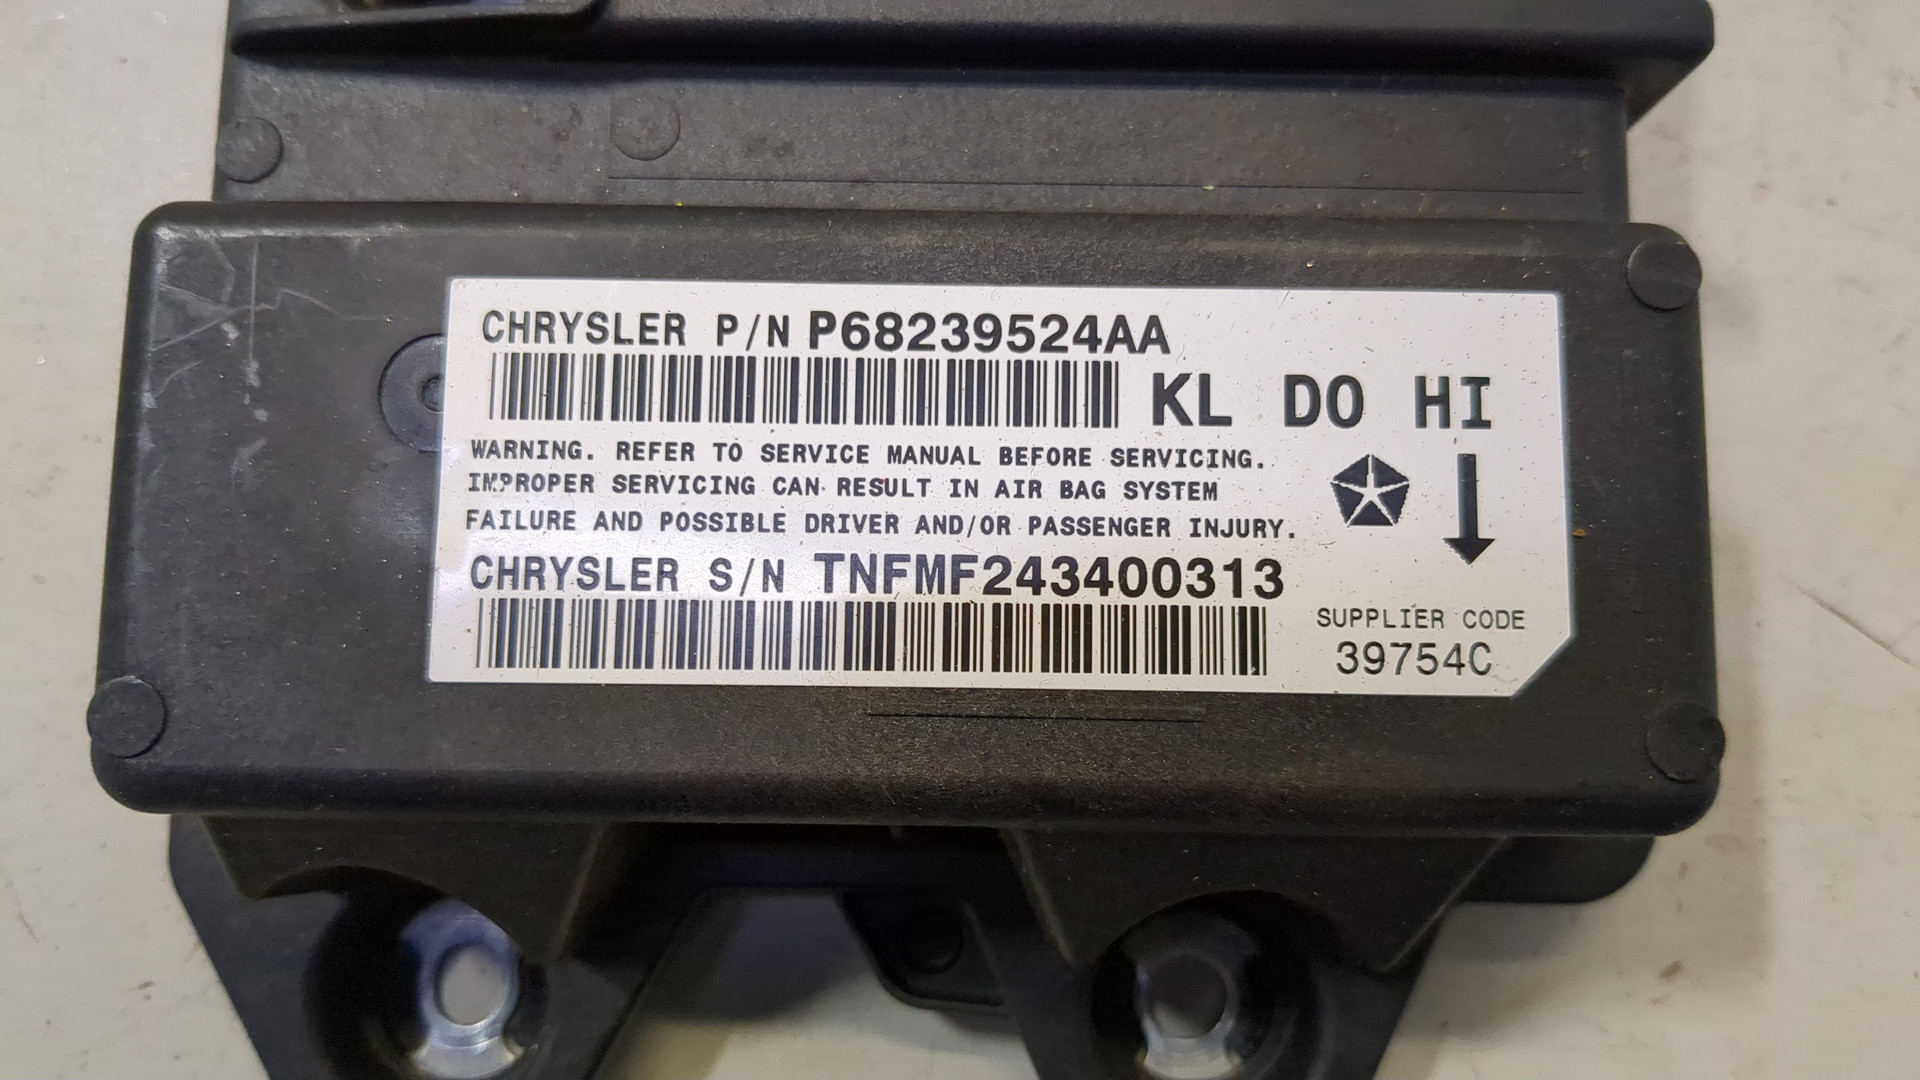 CHRYSLER P/N P68239524AA
KL DO HI
WARNING. REFER TO SERVICE MANUAL BEFORE SERVICING.
IMPROPER SERVICING CAN RESULT IN AIR BAG SYSTEM
FAILURE AND POSSIBLE DRIVER AND/OR PASSENGER INJURY.
CHRYSLER S/N TNFMF243400313
SUPPLIER CODE
39754C